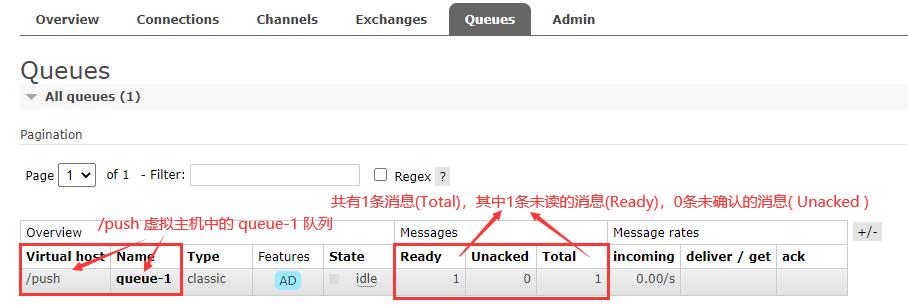 Overview Connections Channels Exchanges Queues Admin
Queues
All queues (1)
Pagination
Page 1 of 1 - Filter: Regex ?
共有1条消息(Total)，其中1条未读的消息(Ready)，0条未确认的消息( Unacked )
/push 虚拟主机中的 queue-1 队列
Overview Messages Message rates +/-
Virtual host Name Type Features State Ready Unacked Total incoming deliver / get ack
/push queue-1 classic AD idle 1 0 1 0.00/s